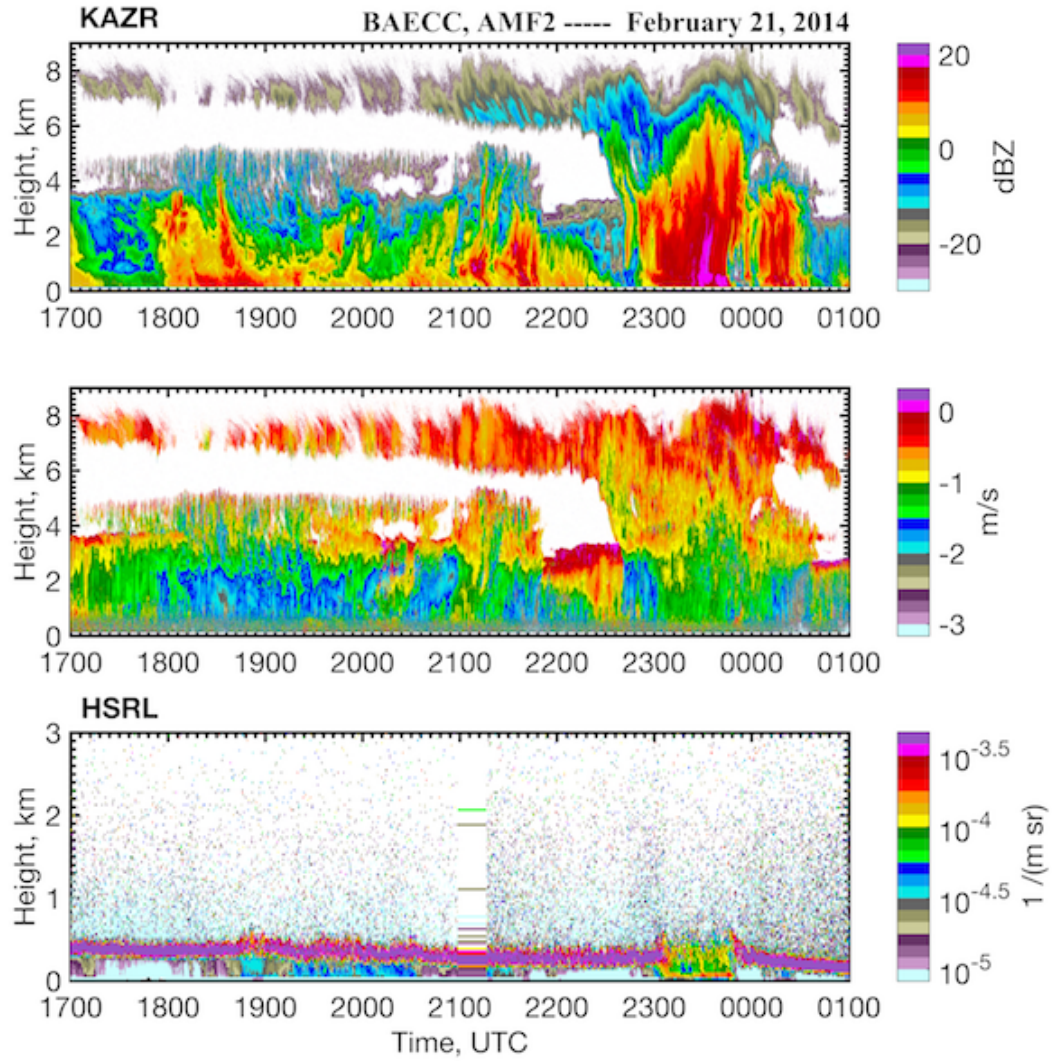 KAZR BAECC, AMF2 ----- February 21, 2014
8
6
4
2
0
Height, km
20
0
-20
dBZ
1700 1800 1900 2000 2100 2200 2300 0000 0100
8
6
4
2
0
Height, km
0
-1
-2
-3
m/s
1700 1800 1900 2000 2100 2200 2300 0000 0100
HSRL
3
2
1
0
Height, km
10^-3.5
10^-4
10^-4.5
10^-5
1 /(m sr)
1700 1800 1900 2000 2100 2200 2300 0000 0100
Time, UTC